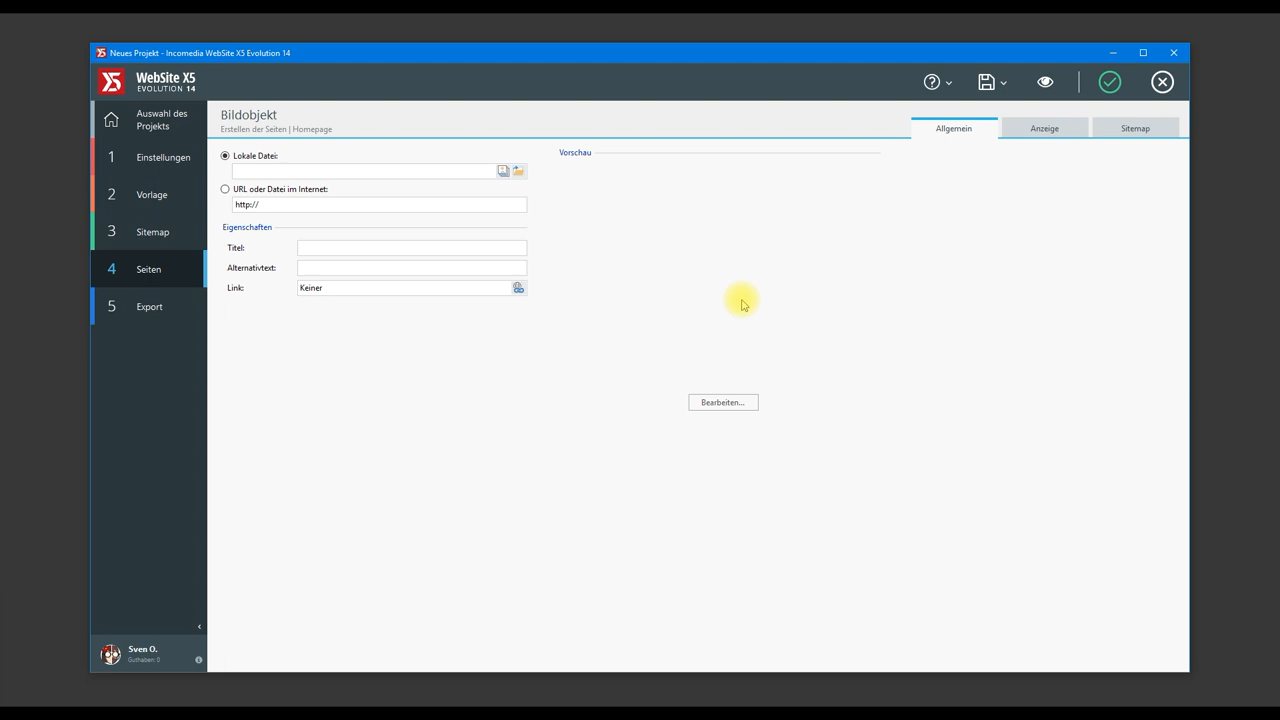 Neues Projekt - Incomedia WebSite X5 Evolution 14
WebSite X5
EVOLUTION 14
Auswahl des
Projekts
1 Einstellungen
2 Vorlage
3 Sitemap
4 Seiten
5 Export
Sven O.
Guthaben: 0
Bildobjekt
Erstellen der Seiten | Homepage
Allgemein
Anzeige
Sitemap
Lokale Datei:
URL oder Datei im Internet:
http://
Eigenschaften
Titel:
Alternativtext:
Link: Keiner
Vorschau
Bearbeiten...